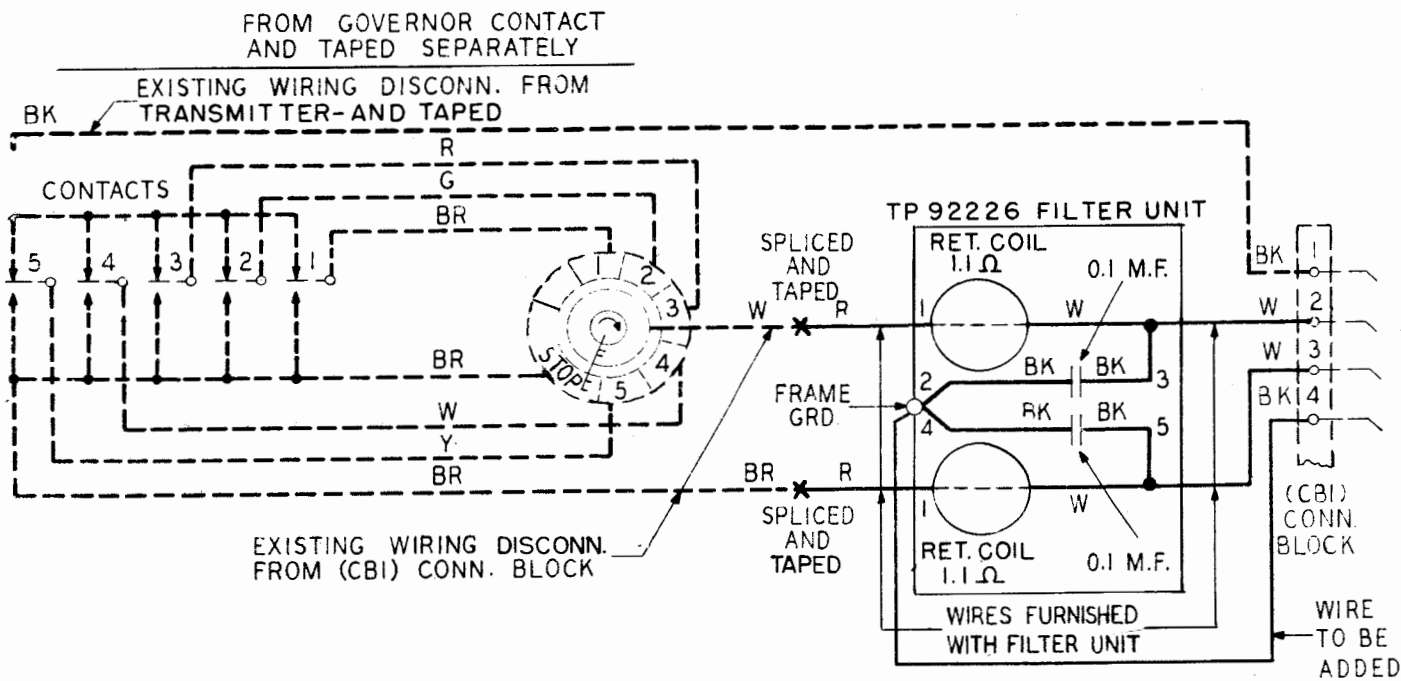 FROM GOVERNOR CONTACT
AND TAPED SEPARATELY
EXISTING WIRING DISCONN. FROM
TRANSMITTER-AND TAPED
BK
R
G
BR
CONTACTS
5
4
3
2
1
2
3
4
5
STOP
E
BR
W
Y
BR
W
SPLICED
AND
TAPED
R
BR
R
SPLICED
AND
TAPED
EXISTING WIRING DISCONN.
FROM (CBI) CONN. BLOCK
TP 92226 FILTER UNIT
RET. COIL
1.1 Ω
0.1 M.F.
1
W
2
BK
BK
3
FRAME
GRD.
4
BK
BK
5
1
W
RET. COIL
1.1 Ω
0.1 M.F.
WIRES FURNISHED
WITH FILTER UNIT
BK
1
W
2
W
3
BK
4
(CBI)
CONN.
BLOCK
WIRE
TO BE
ADDED